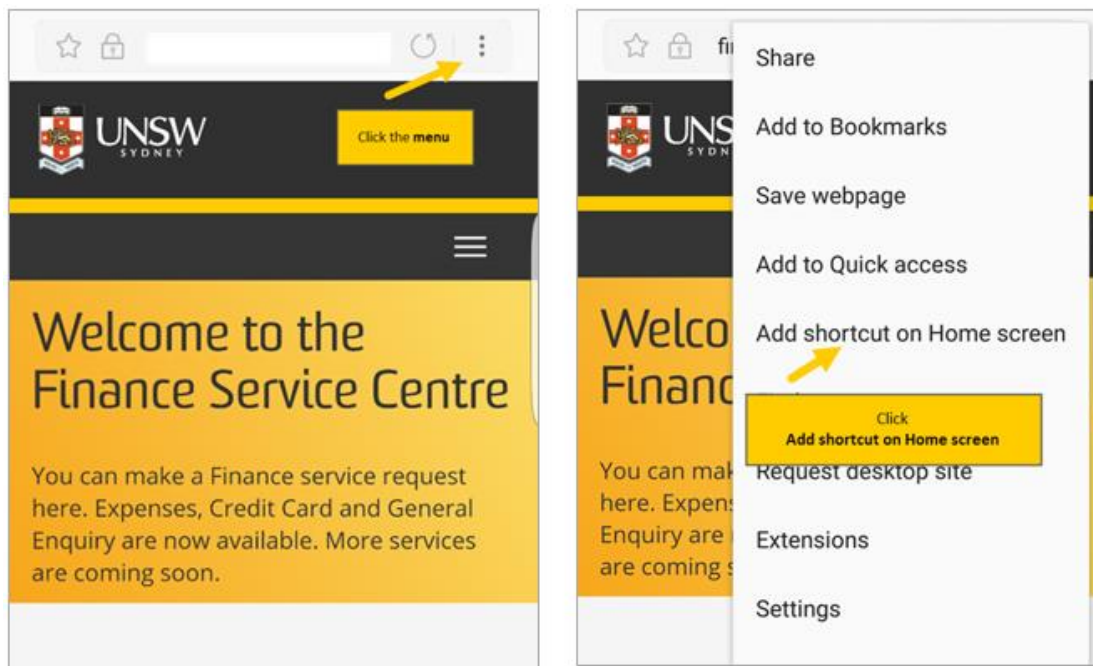 UNSW
SYDNEY
Click the menu
Welcome to the
Finance Service Centre
You can make a Finance service request
here. Expenses, Credit Card and General
Enquiry are now available. More services
are coming soon.
fi
UNS
SYDN
Welco
Financ
You can mak
here. Expens
Enquiry are
are coming s
Share
Add to Bookmarks
Save webpage
Add to Quick access
Add shortcut on Home screen
Click
Add shortcut on Home screen
Request desktop site
Extensions
Settings